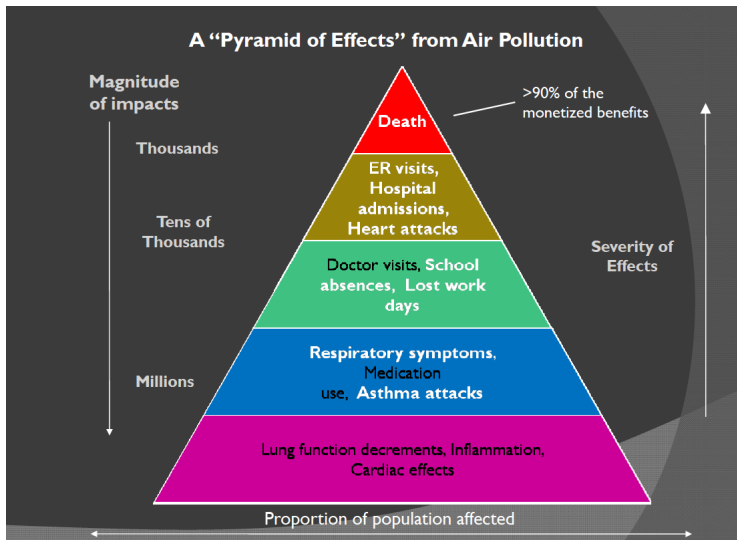 A “Pyramid of Effects” from Air Pollution
Magnitude
of impacts
>90% of the
monetized benefits
Death
Thousands
ER visits,
Hospital
admissions,
Heart attacks
Tens of
Thousands
Severity of
Effects
Doctor visits, School
absences, Lost work
days
Respiratory symptoms,
Medication
use, Asthma attacks
Millions
Lung function decrements, Inflammation,
Cardiac effects
Proportion of population affected